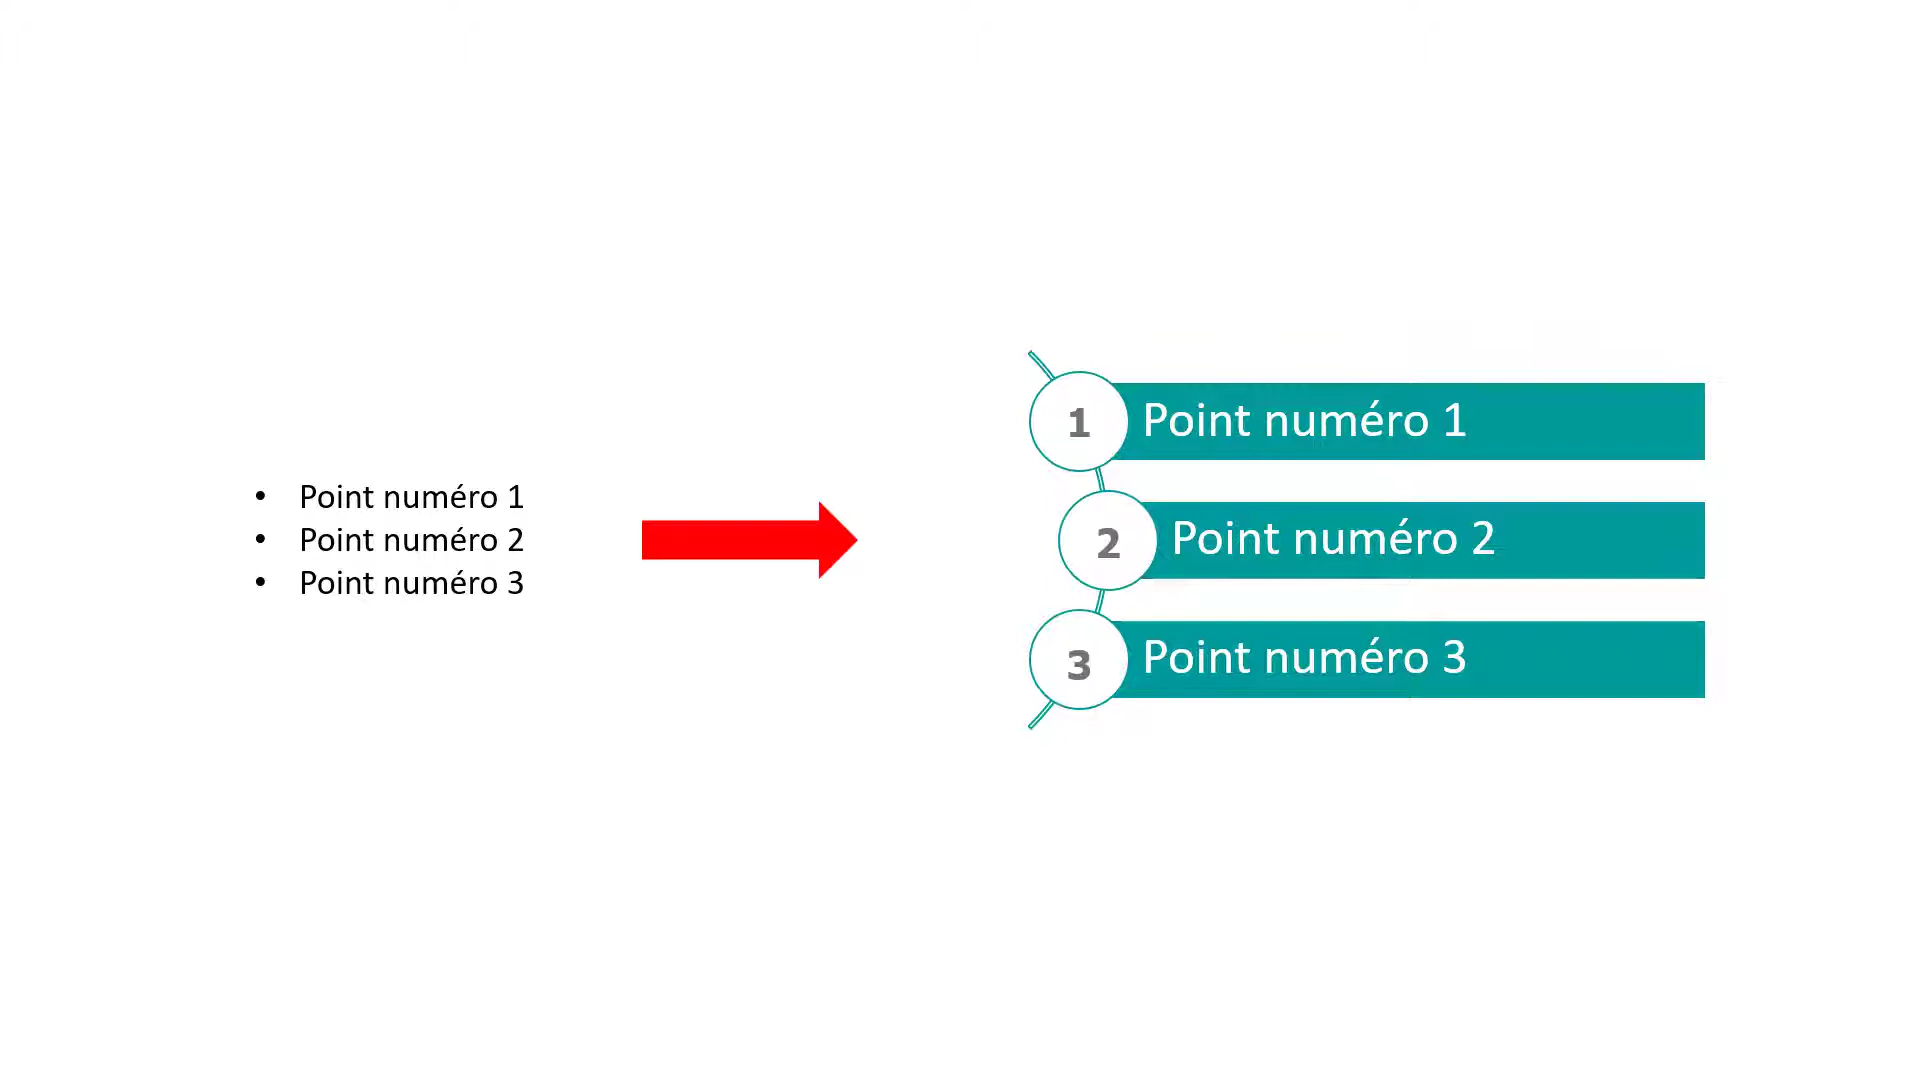 • Point numéro 1
• Point numéro 2
• Point numéro 3
1 Point numéro 1
2 Point numéro 2
3 Point numéro 3